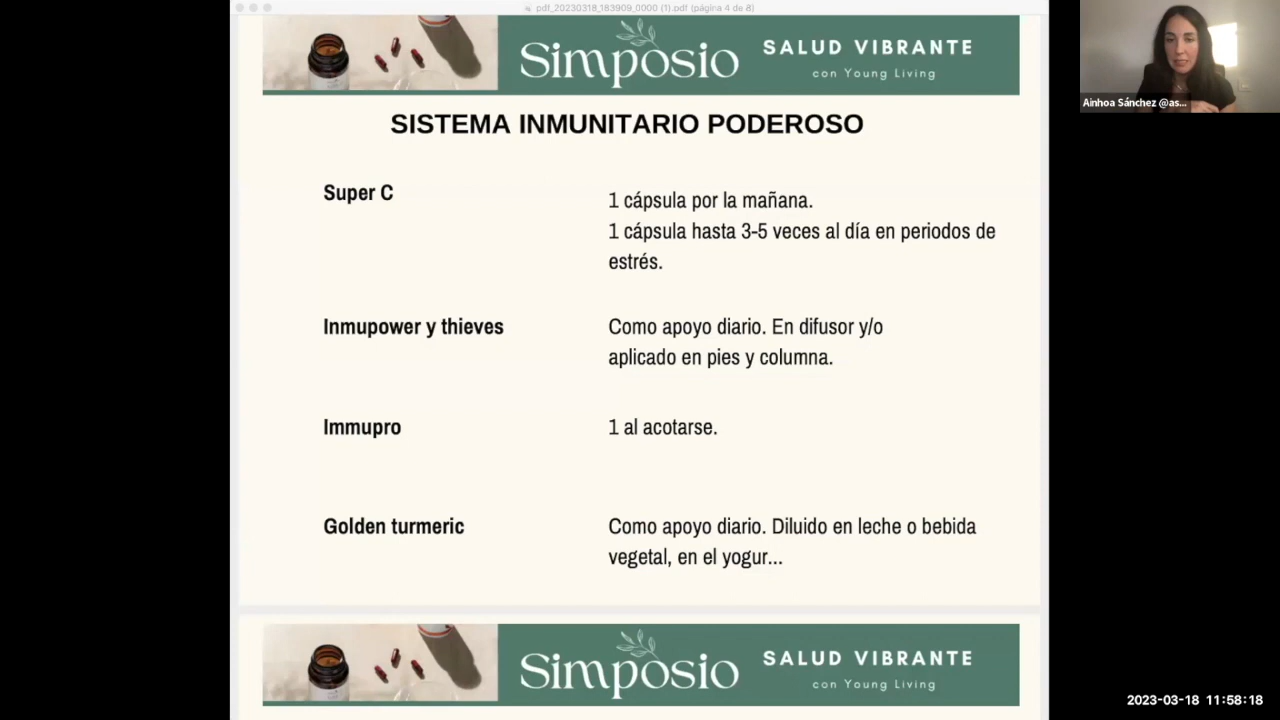 pdf_20230318_183909_0000 (1).pdf (página 4 de 8)
Simposio
SALUD VIBRANTE
con Young Living
Ainhoa Sánchez @as...
SISTEMA INMUNITARIO PODEROSO
Super C
1 cápsula por la mañana.
1 cápsula hasta 3-5 veces al día en periodos de
estrés.
Inmupower y thieves
Como apoyo diario. En difusor y/o
aplicado en pies y columna.
Immupro
1 al acotarse.
Golden turmeric
Como apoyo diario. Diluido en leche o bebida
vegetal, en el yogur...
Simposio
SALUD VIBRANTE
con Young Living
2023-03-18 11:58:18